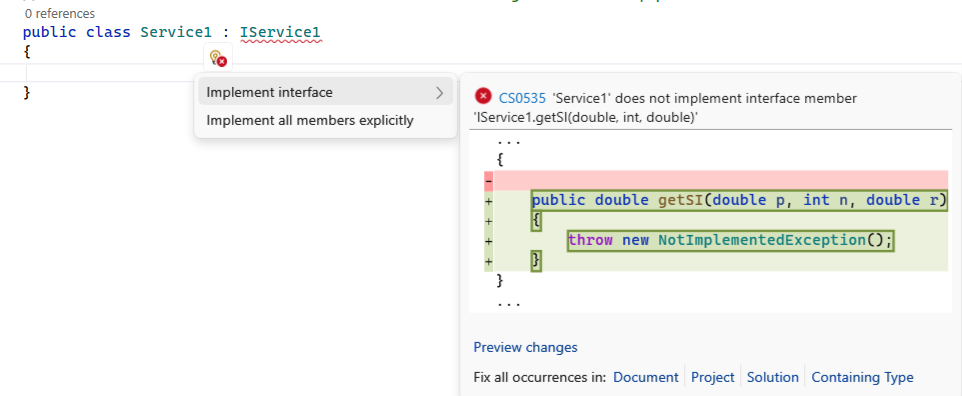 0 references
public class Service1 : IService1
{
}
Implement interface
Implement all members explicitly
CS0535 'Service1' does not implement interface member
'IService1.getSI(double, int, double)'
...
{
-
+ public double getSI(double p, int n, double r)
+ {
+ throw new NotImplementedException();
+ }
}
...
Preview changes
Fix all occurrences in: Document Project Solution Containing Type